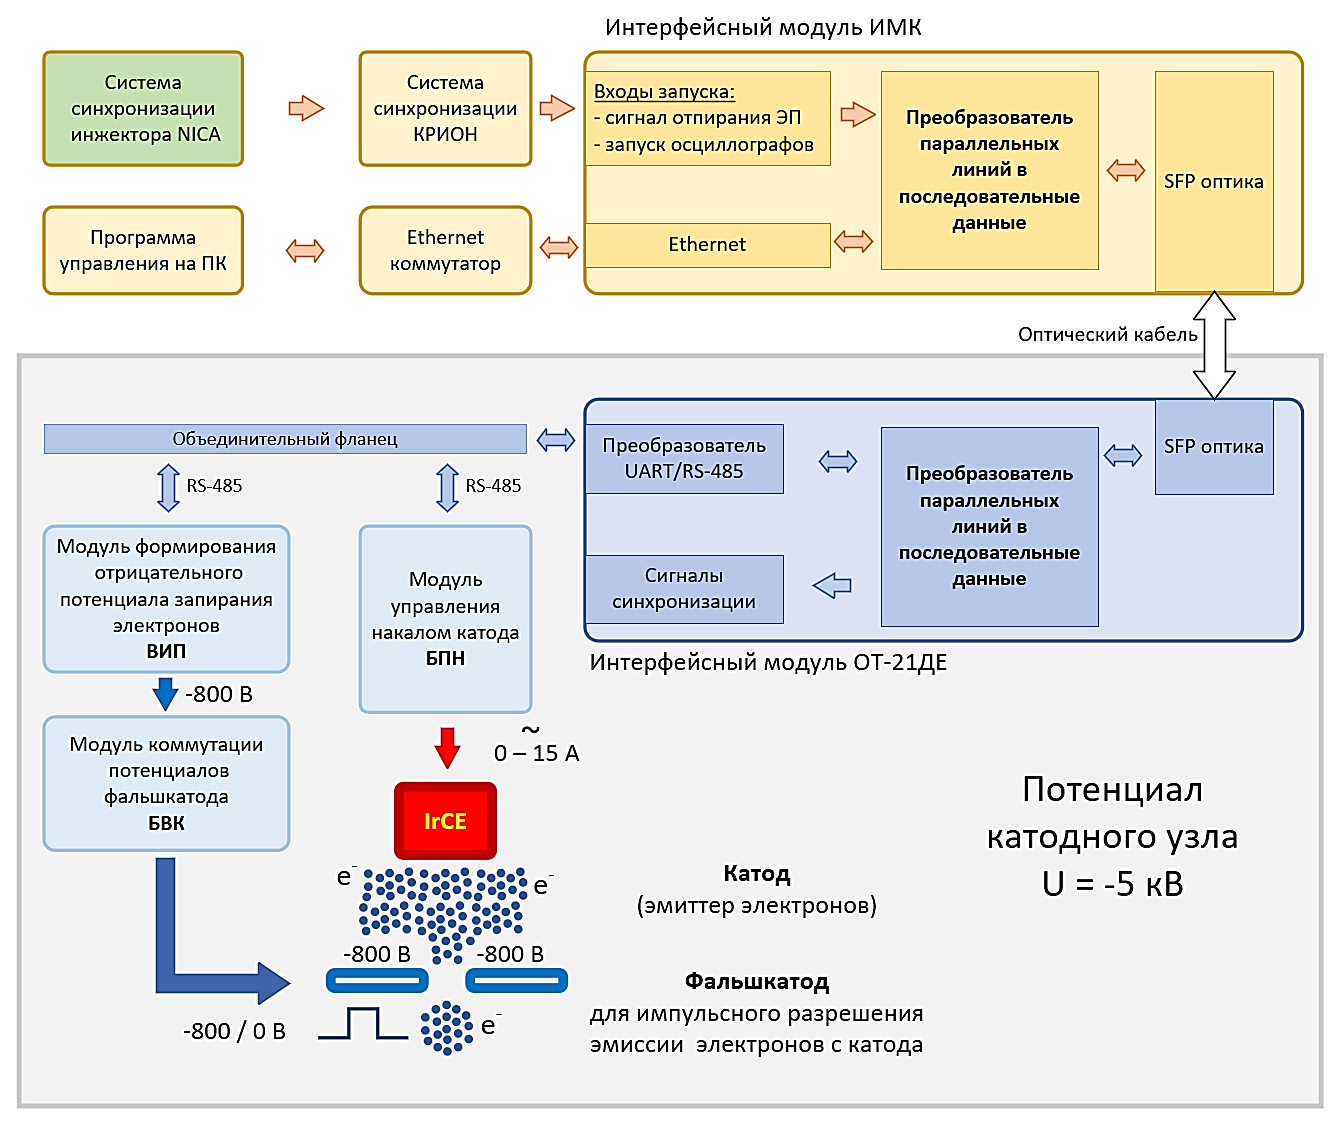 Интерфейсный модуль ИМК
Система
синхронизации
инжектора NICA
Система
синхронизации
КРИОН
Входы запуска:
- сигнал отпирания ЭП
- запуск осциллографов
Преобразователь
параллельных
линий в
последовательные
данные
SFP оптика
Программа
управления на ПК
Ethernet
коммутатор
Ethernet
Оптический кабель
Объединительный фланец
Преобразователь
UART/RS-485
Преобразователь
параллельных
линий в
последовательные
данные
SFP оптика
RS-485
RS-485
Модуль формирования
отрицательного
потенциала запирания
электронов
ВИП
Модуль
управления
накалом катода
БПН
Сигналы
синхронизации
Интерфейсный модуль ОТ-21ДЕ
-800 В
~
0 – 15 А
Модуль коммутации
потенциалов
фальшкатода
БВК
IrCE
Потенциал
катодного узла
U = -5 кВ
e⁻
e⁻
Катод
(эмиттер электронов)
-800 В
-800 В
Фальшкатод
для импульсного разрешения
эмиссии электронов с катода
-800 / 0 В
e⁻